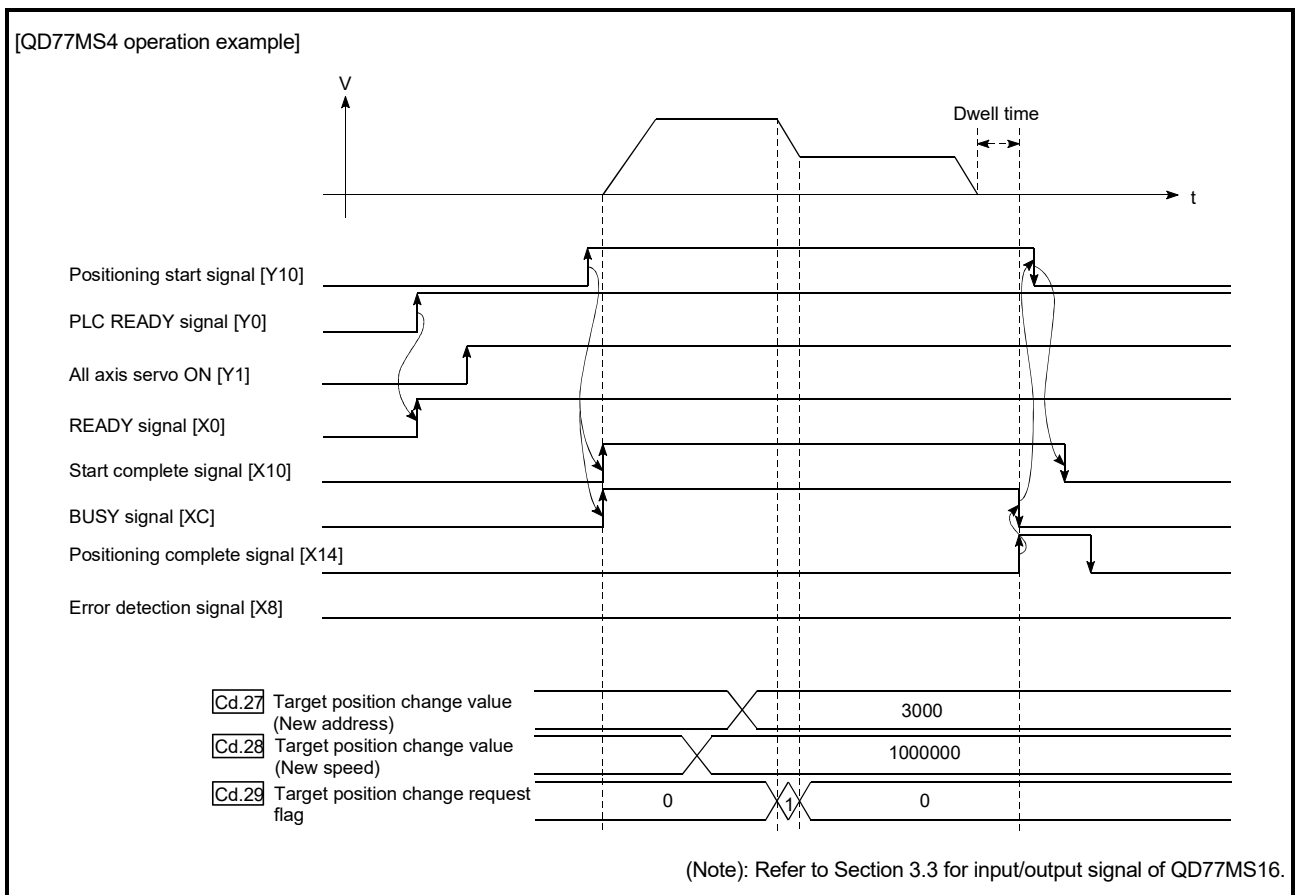 [QD77MS4 operation example]
V
Dwell time
t
Positioning start signal [Y10]
PLC READY signal [Y0]
All axis servo ON [Y1]
READY signal [X0]
Start complete signal [X10]
BUSY signal [XC]
Positioning complete signal [X14]
Error detection signal [X8]
Cd.27 Target position change value
(New address)
3000
Cd.28 Target position change value
(New speed)
1000000
Cd.29 Target position change request
flag
0 1 0
(Note): Refer to Section 3.3 for input/output signal of QD77MS16.